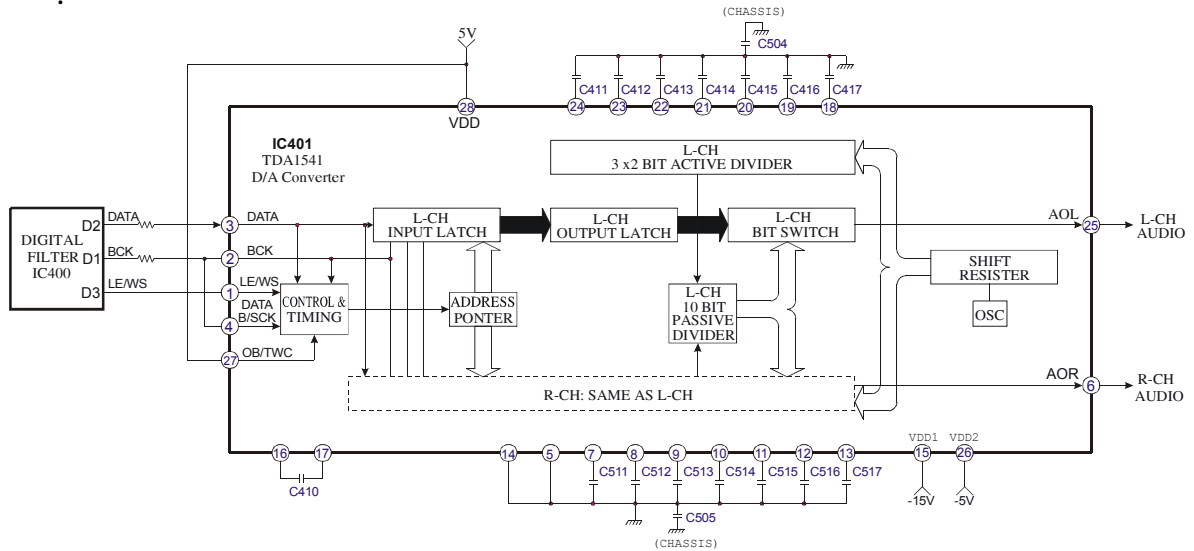 (CHASSIS)
5V
C504
C411
C412
C413
C414
C415
C416
C417
28
24
23
22
21
20
19
18
VDD
IC401
TDA1541
D/A Converter
L-CH
3 x2 BIT ACTIVE DIVIDER
DIGITAL
FILTER
IC400
D2
D1
D3
DATA
BCK
LE/WS
3
2
1
4
27
DATA
BCK
LE/WS
DATA
B/SCK
OB/TWC
CONTROL &
TIMING
L-CH
INPUT LATCH
L-CH
OUTPUT LATCH
L-CH
BIT SWITCH
ADDRESS
PONTER
L-CH
10 BIT
PASSIVE
DIVIDER
SHIFT
RESISTER
OSC
AOL
25
L-CH
AUDIO
R-CH: SAME AS L-CH
AOR
6
R-CH
AUDIO
VDD1
VDD2
16
17
14
5
7
8
9
10
11
12
13
15
26
C410
C511
C512
C513
C514
C515
C516
C517
-15V
-5V
C505
(CHASSIS)